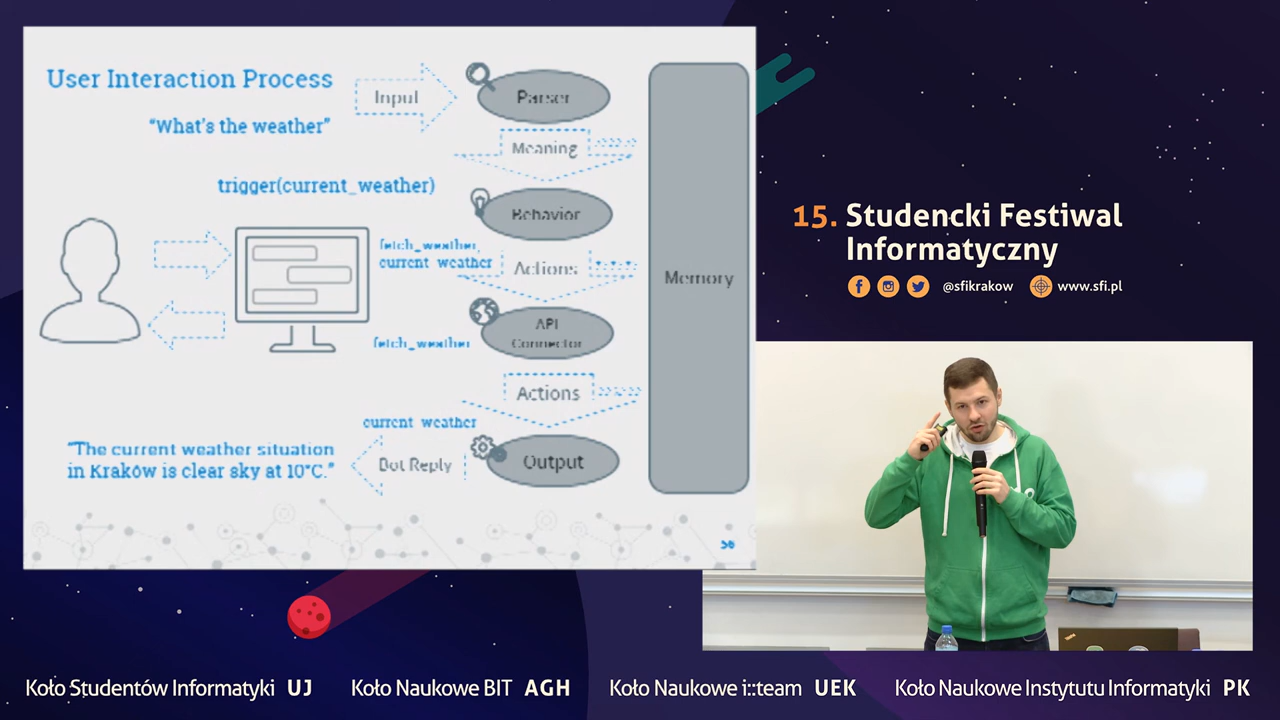 User Interaction Process
Input
Parser
"What's the weather"
Meaning
trigger(current_weather)
Behavior
fetch_weather,
current_weather
Actions
Memory
API
Connector
fetch_weather
Actions
current_weather
"The current weather situation
in Kraków is clear sky at 10°C."
Bot Reply
Output
56
15. Studencki Festiwal
Informatyczny
@sfikrakow
www.sfi.pl
Koło Studentów Informatyki UJ
Koło Naukowe BIT AGH
Koło Naukowe i::team UEK
Koło Naukowe Instytutu Informatyki PK